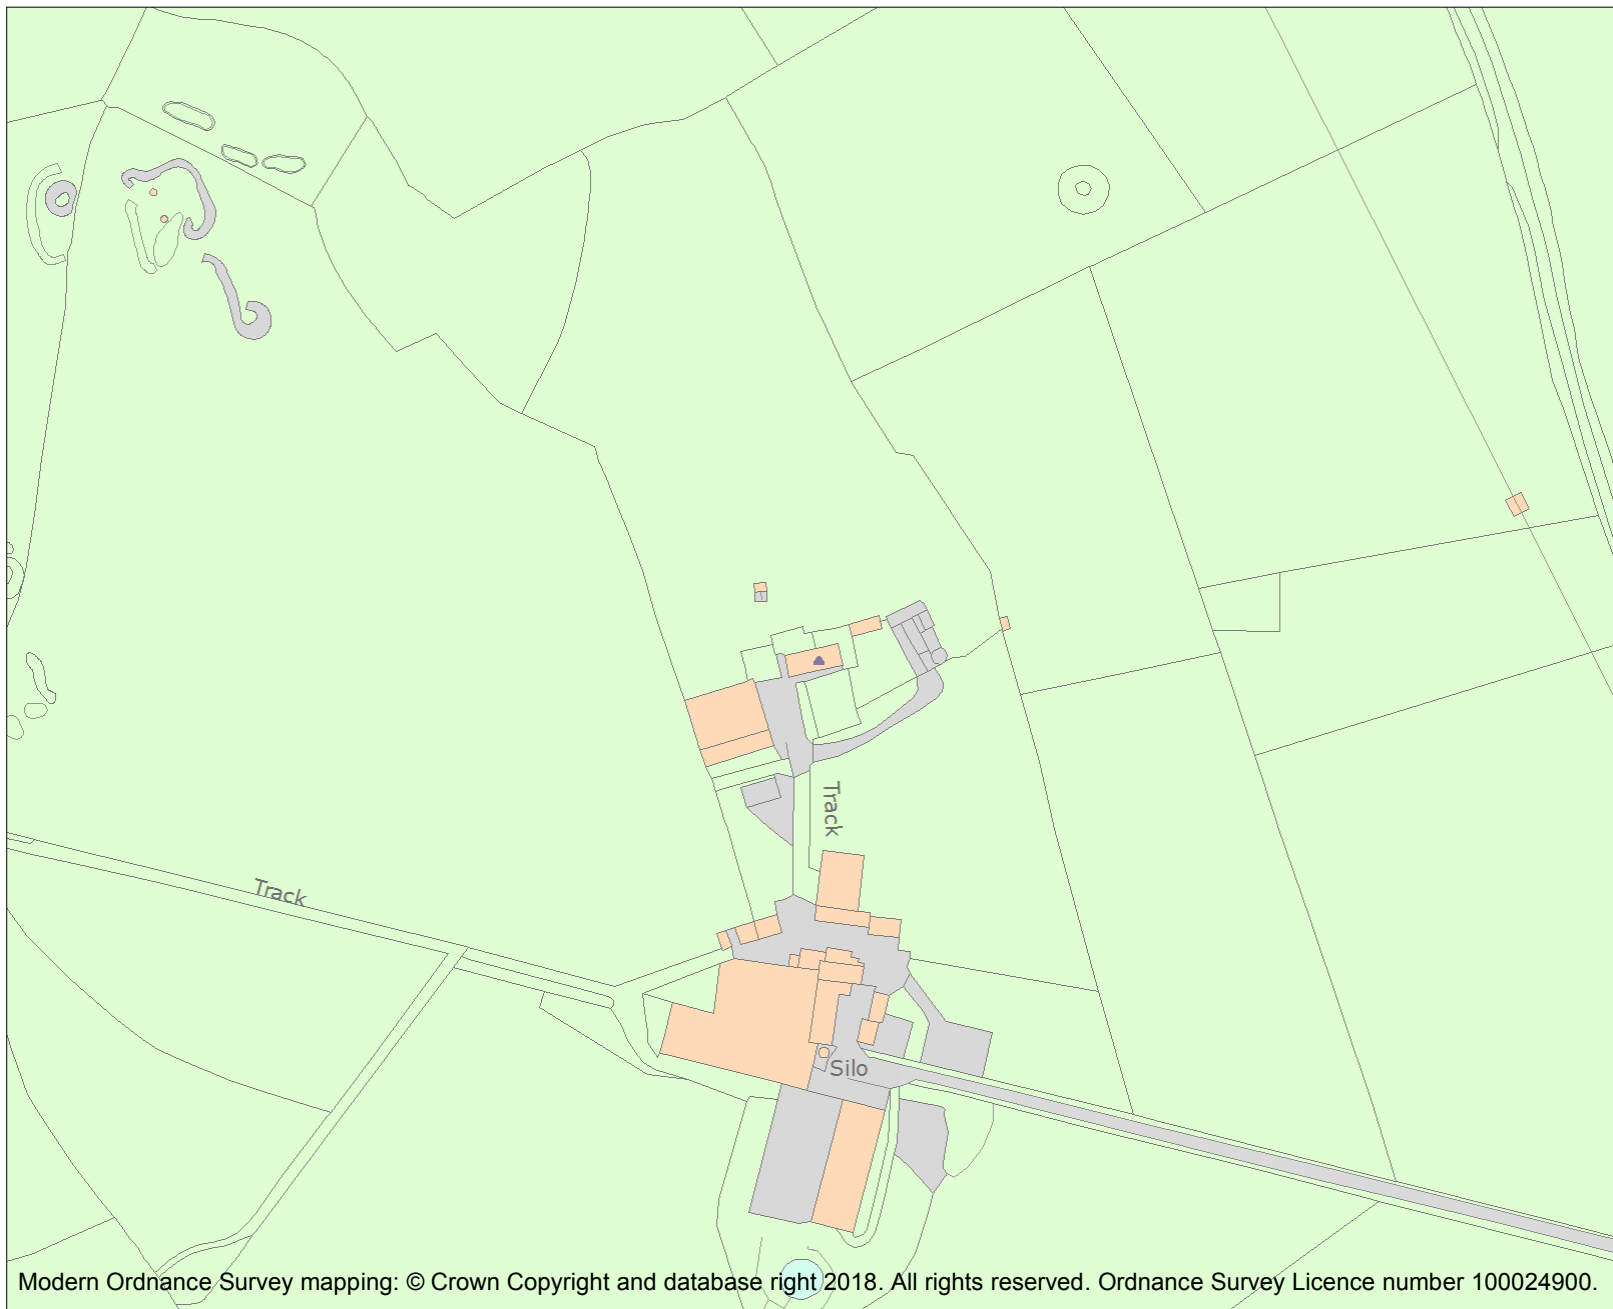 Track
Track
Silo
Modern Ordnance Survey mapping: © Crown Copyright and database right 2018. All rights reserved. Ordnance Survey Licence number 100024900.